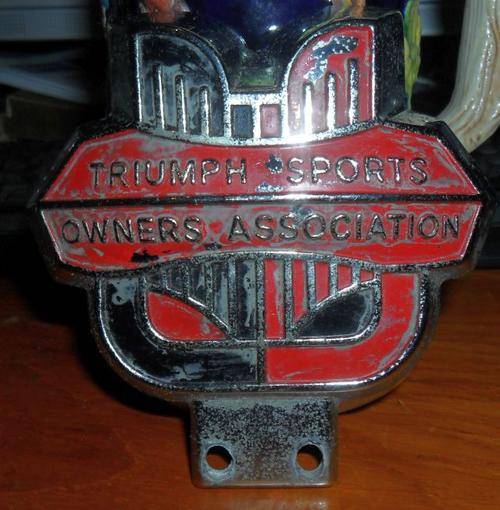 TRIUMPH SPORTS
OWNERS ASSOCIATION